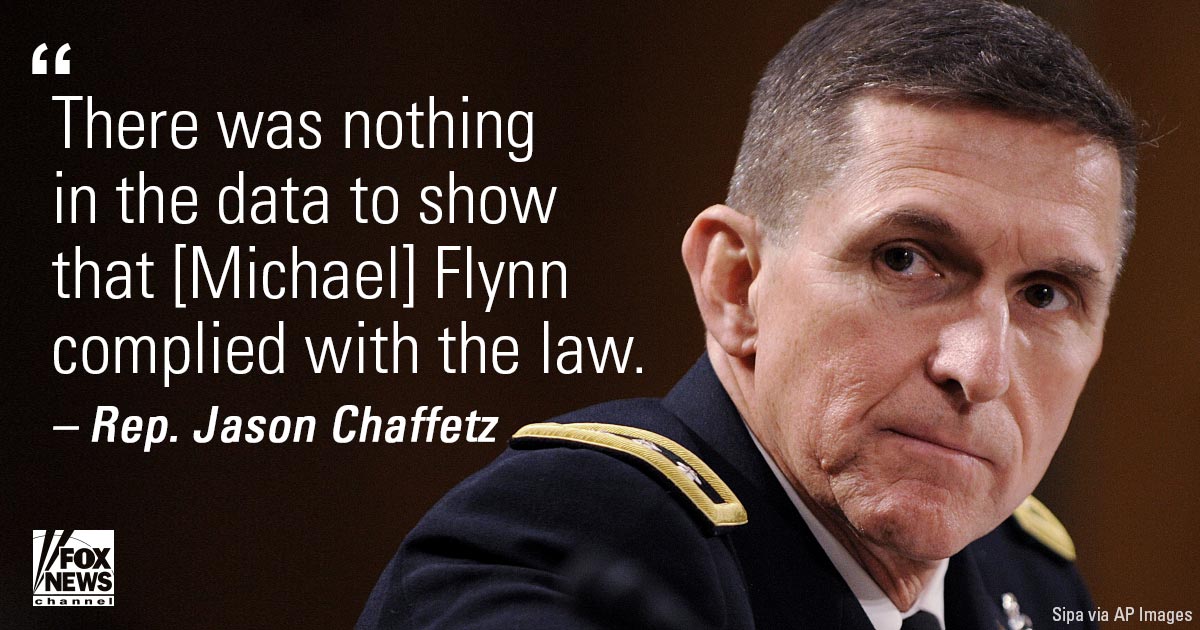 “
There was nothing
in the data to show
that [Michael] Flynn
complied with the law.
– Rep. Jason Chaffetz
FOX
NEWS
channel
Sipa via AP Images